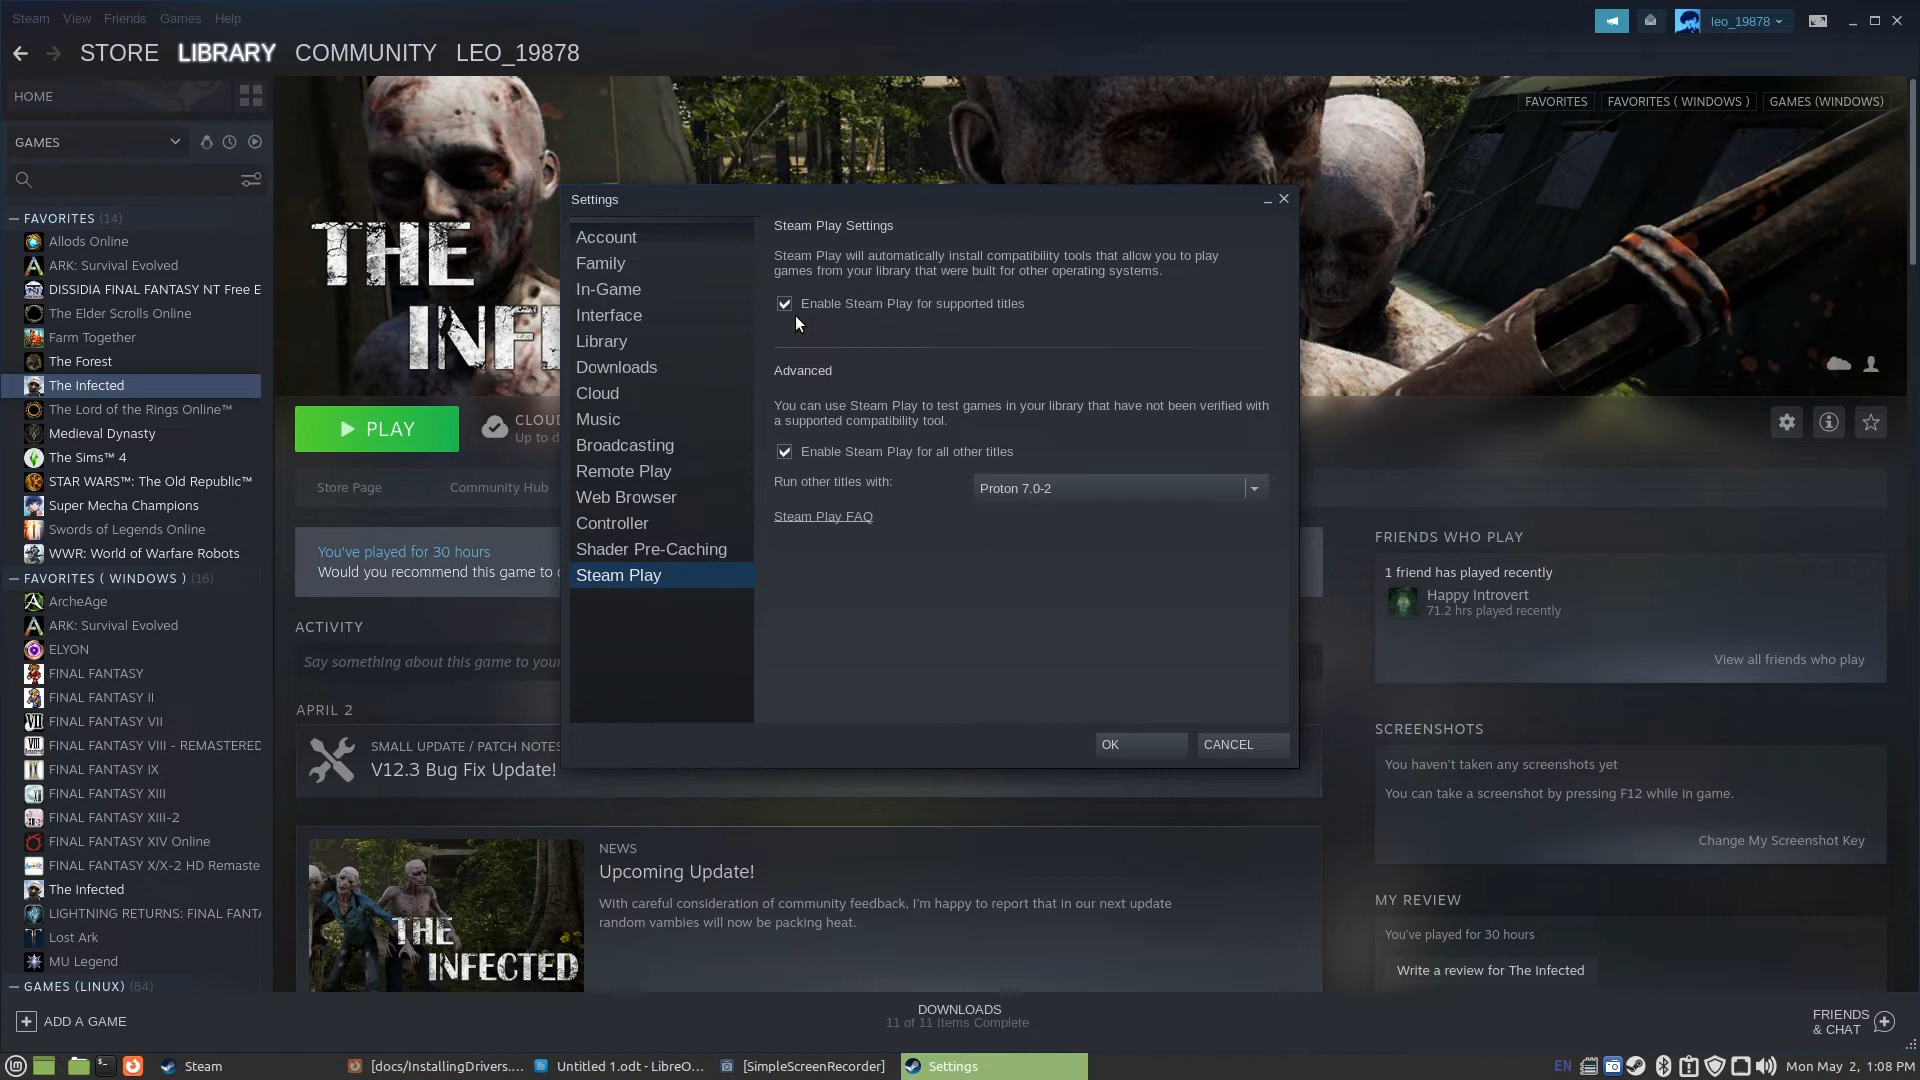 Steam View Friends Games Help
leo_19878
STORE LIBRARY COMMUNITY LEO_19878
HOME
FAVORITES FAVORITES ( WINDOWS ) GAMES (WINDOWS)
GAMES
FAVORITES (14)
Allods Online
ARK: Survival Evolved
DISSIDIA FINAL FANTASY NT Free E
The Elder Scrolls Online
Farm Together
The Forest
The Infected
The Lord of the Rings Online™
Medieval Dynasty
The Sims™ 4
STAR WARS™: The Old Republic™
Super Mecha Champions
Swords of Legends Online
WWR: World of Warfare Robots
FAVORITES ( WINDOWS ) (16)
ArcheAge
ARK: Survival Evolved
ELYON
FINAL FANTASY
FINAL FANTASY II
FINAL FANTASY VII
FINAL FANTASY VIII - REMASTERED
FINAL FANTASY IX
FINAL FANTASY XIII
FINAL FANTASY XIII-2
FINAL FANTASY XIV Online
FINAL FANTASY X/X-2 HD Remaste
The Infected
LIGHTNING RETURNS: FINAL FANTA
Lost Ark
MU Legend
GAMES (LINUX) (84)
ADD A GAME
THE
INFE
PLAY
CLOUD
Up to d
Store Page Community Hub
You've played for 30 hours
Would you recommend this game to o
ACTIVITY
Say something about this game to your
APRIL 2
SMALL UPDATE / PATCH NOTES
V12.3 Bug Fix Update!
NEWS
Upcoming Update!
With careful consideration of community feedback, I'm happy to report that in our next update
random vambies will now be packing heat.
THE
INFECTED
Settings
Account
Family
In-Game
Interface
Library
Downloads
Cloud
Music
Broadcasting
Remote Play
Web Browser
Controller
Shader Pre-Caching
Steam Play
Steam Play Settings
Steam Play will automatically install compatibility tools that allow you to play
games from your library that were built for other operating systems.
Enable Steam Play for supported titles
Advanced
You can use Steam Play to test games in your library that have not been verified with
a supported compatibility tool.
Enable Steam Play for all other titles
Run other titles with: Proton 7.0-2
Steam Play FAQ
OK CANCEL
FRIENDS WHO PLAY
1 friend has played recently
Happy Introvert
71.2 hrs played recently
View all friends who play
SCREENSHOTS
You haven't taken any screenshots yet
You can take a screenshot by pressing F12 while in game.
Change My Screenshot Key
MY REVIEW
You've played for 30 hours
Write a review for The Infected
DOWNLOADS
11 of 11 Items Complete
FRIENDS
& CHAT
Steam [docs/InstallingDrivers.... Untitled 1.odt - LibreO... [SimpleScreenRecorder] Settings EN Mon May 2, 1:08 PM